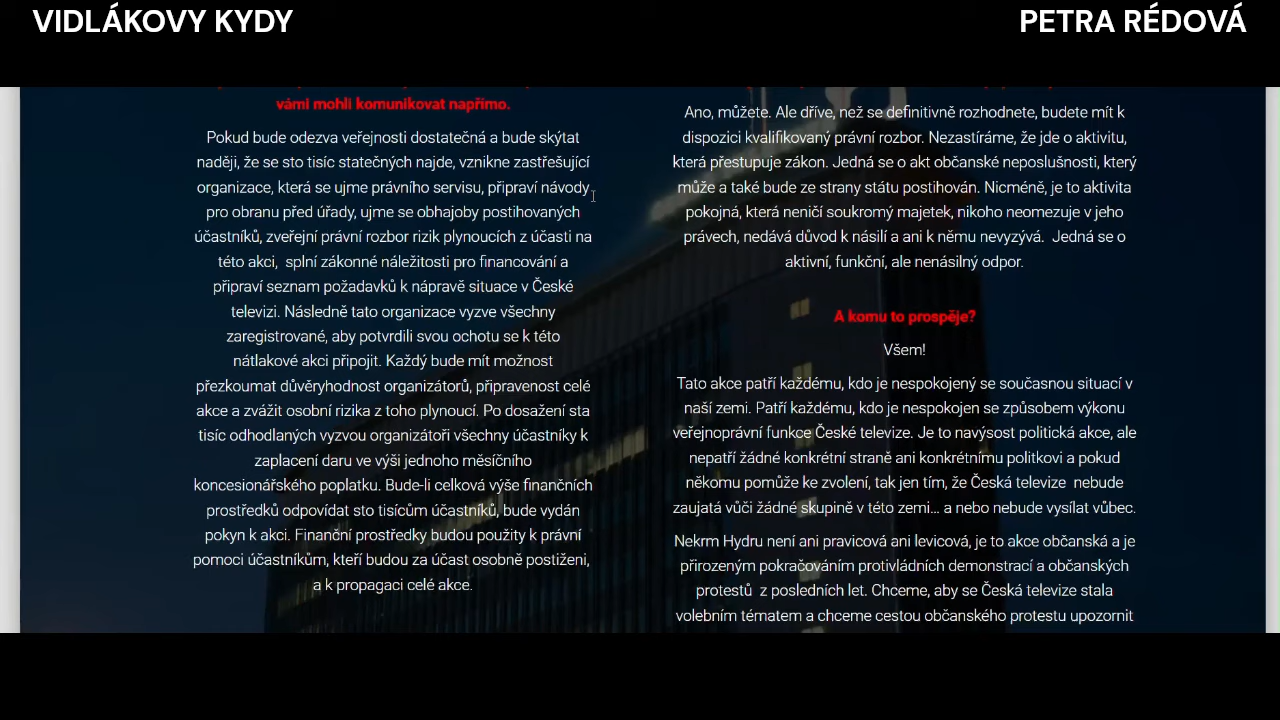 VIDLÁKOVY KYDY
PETRA RÉDOVÁ
vámi mohli komunikovat napřímo.
Pokud bude odezva veřejnosti dostatečná a bude skýtat
naději, že se sto tisíc statečných najde, vznikne zastřešující
organizace, která se ujme právního servisu, připraví návody
pro obranu před úřady, ujme se obhajoby postihovaných
účastníků, zveřejní právní rozbor rizik plynoucích z účasti na
této akci,  splní zákonné náležitosti pro financování a
připraví seznam požadavků k nápravě situace v České
televizi. Následně tato organizace vyzve všechny
zaregistrované, aby potvrdili svou ochotu se k této
nátlakové akci připojit. Každý bude mít možnost
přezkoumat důvěryhodnost organizátorů, připravenost celé
akce a zvážit osobní rizika z toho plynoucí. Po dosažení sta
tisíc odhodlaných vyzvou organizátoři všechny účastníky k
zaplacení daru ve výši jednoho měsíčního
koncesionářského poplatku. Bude-li celková výše finančních
prostředků odpovídat sto tisícům účastníků, bude vydán
pokyn k akci. Finanční prostředky budou použity k právní
pomoci účastníkům, kteří budou za účast osobně postiženi,
a k propagaci celé akce.
Ano, můžete. Ale dříve, než se definitivně rozhodnete, budete mít k
dispozici kvalifikovaný právní rozbor. Nezastíráme, že jde o aktivitu,
která přestupuje zákon. Jedná se o akt občanské neposlušnosti, který
může a také bude ze strany státu postihován. Nicméně, je to aktivita
pokojná, která neničí soukromý majetek, nikoho neomezuje v jeho
právech, nedává důvod k násilí a ani k němu nevyzývá.  Jedná se o
aktivní, funkční, ale nenásilný odpor.
A komu to prospěje?
Všem!
Tato akce patří každému, kdo je nespokojený se současnou situací v
naší zemi. Patří každému, kdo je nespokojen se způsobem výkonu
veřejnoprávní funkce České televize. Je to navýsost politická akce, ale
nepatří žádné konkrétní straně ani konkrétnímu politkovi a pokud
někomu pomůže ke zvolení, tak jen tím, že Česká televize  nebude
zaujatá vůči žádné skupině v této zemi… a nebo nebude vysílat vůbec.
Nekrm Hydru není ani pravicová ani levicová, je to akce občanská a je
přirozeným pokračováním protivládních demonstrací a občanských
protestů  z posledních let. Chceme, aby se Česká televize stala
volebním tématem a chceme cestou občanského protestu upozornit